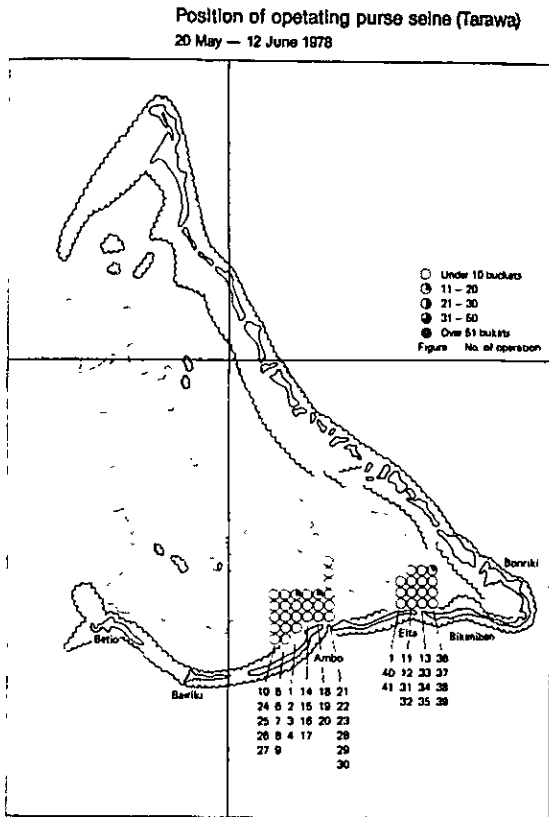 Position of opetating purse seine (Tarawa)
20 May — 12 June 1978
Under 10 buckets
11 – 20
21 – 30
31 – 50
Over 51 bukets
Figure No. of operation
Bonriki
Betio
Eita
Bikenibeu
Bairiki
Ambo
1 11 13 36
40 12 33 37
41 31 34 38
32 35 39
10 5 1 14 18 21
24 6 2 15 19 22
25 7 3 16 20 23
26 8 4 17 28
27 9 29
30